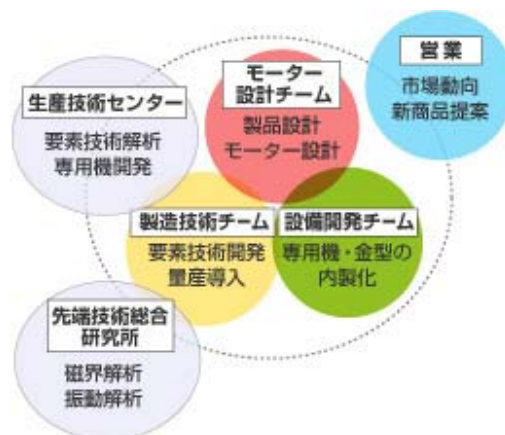 営業
市場動向
新商品提案
モーター
設計チーム
製品設計
モーター設計
生産技術センター
要素技術解析
専用機開発
製造技術チーム
要素技術開発
量産導入
設備開発チーム
専用機・金型の
内製化
先端技術総合
研究所
磁界解析
振動解析